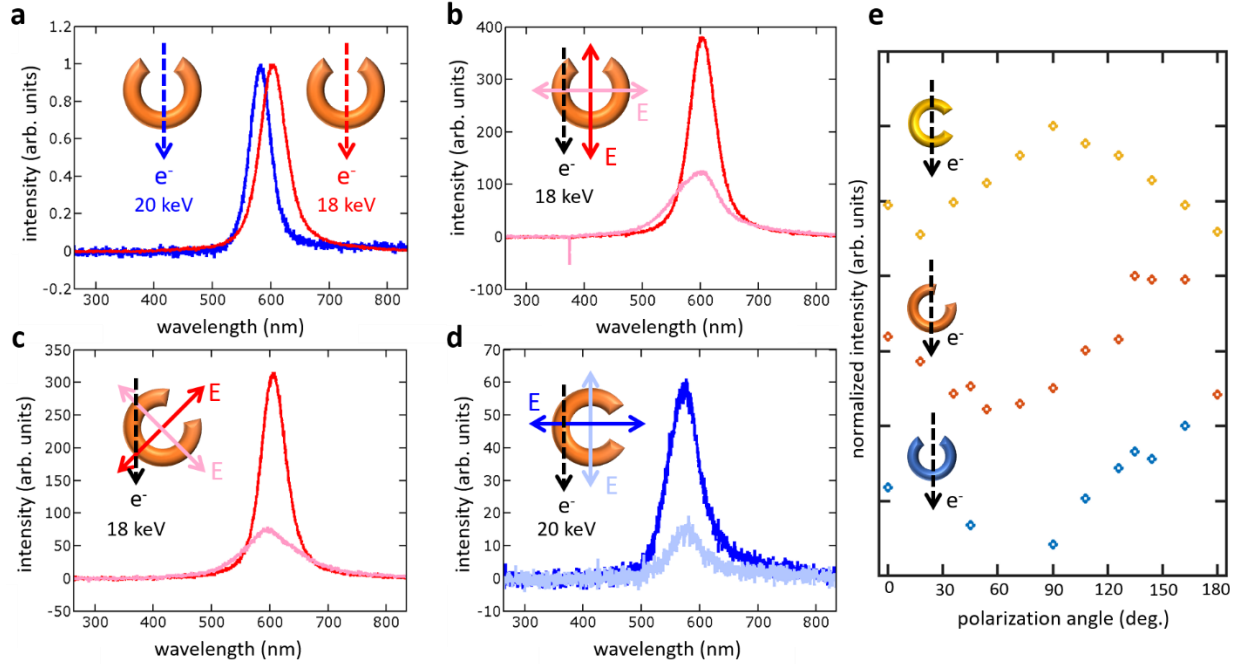 a
intensity (arb. units)
1.2
1
0.8
0.6
0.4
0.2
0
-0.2
e-
20 keV
e-
18 keV
300 400 500 600 700 800
wavelength (nm)
b
intensity (arb. units)
400
300
200
100
0
-100
E
E
e-
18 keV
300 400 500 600 700 800
wavelength (nm)
c
intensity (arb. units)
350
300
250
200
150
100
50
0
-50
E
E
e-
18 keV
300 400 500 600 700 800
wavelength (nm)
d
intensity (arb. units)
70
60
50
40
30
20
10
0
-10
E
E
e-
20 keV
300 400 500 600 700 800
wavelength (nm)
e
normalized intensity (arb. units)
e-
e-
e-
0 30 60 90 120 150 180
polarization angle (deg.)